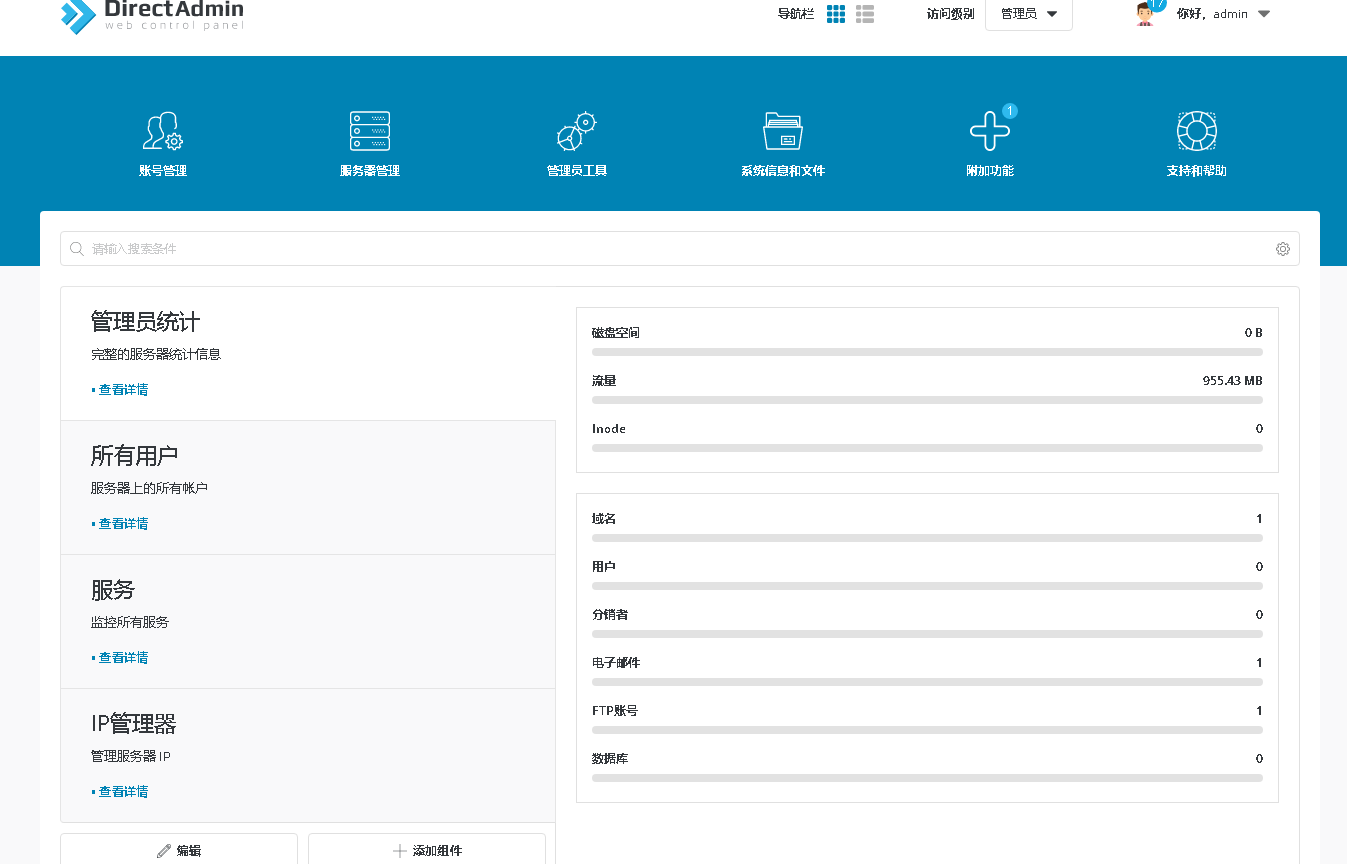 DirectAdmin
web control panel
导航栏
访问级别
管理员
17
你好，admin
账号管理
服务器管理
管理员工具
系统信息和文件
1
附加功能
支持和帮助
请输入搜索条件
管理员统计
完整的服务器统计信息
查看详情
所有用户
服务器上的所有帐户
查看详情
服务
监控所有服务
查看详情
IP管理器
管理服务器 IP
查看详情
编辑
添加组件
磁盘空间 0 B
流量 955.43 MB
Inode 0
域名 1
用户 0
分销者 0
电子邮件 1
FTP账号 1
数据库 0